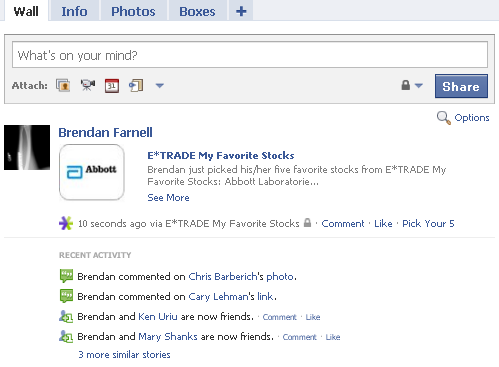 Wall Info Photos Boxes +
What's on your mind?
Attach: 31 Share
Options
Brendan Farnell
Abbott
E*TRADE My Favorite Stocks
Brendan just picked his/her five favorite stocks from E*TRADE My
Favorite Stocks: Abbott Laboratorie...
See More
10 seconds ago via E*TRADE My Favorite Stocks · Comment · Like · Pick Your 5
RECENT ACTIVITY
Brendan commented on Chris Barberich's photo.
Brendan commented on Cary Lehman's link.
Brendan and Ken Uriu are now friends. · Comment · Like
Brendan and Mary Shanks are now friends. · Comment · Like
3 more similar stories